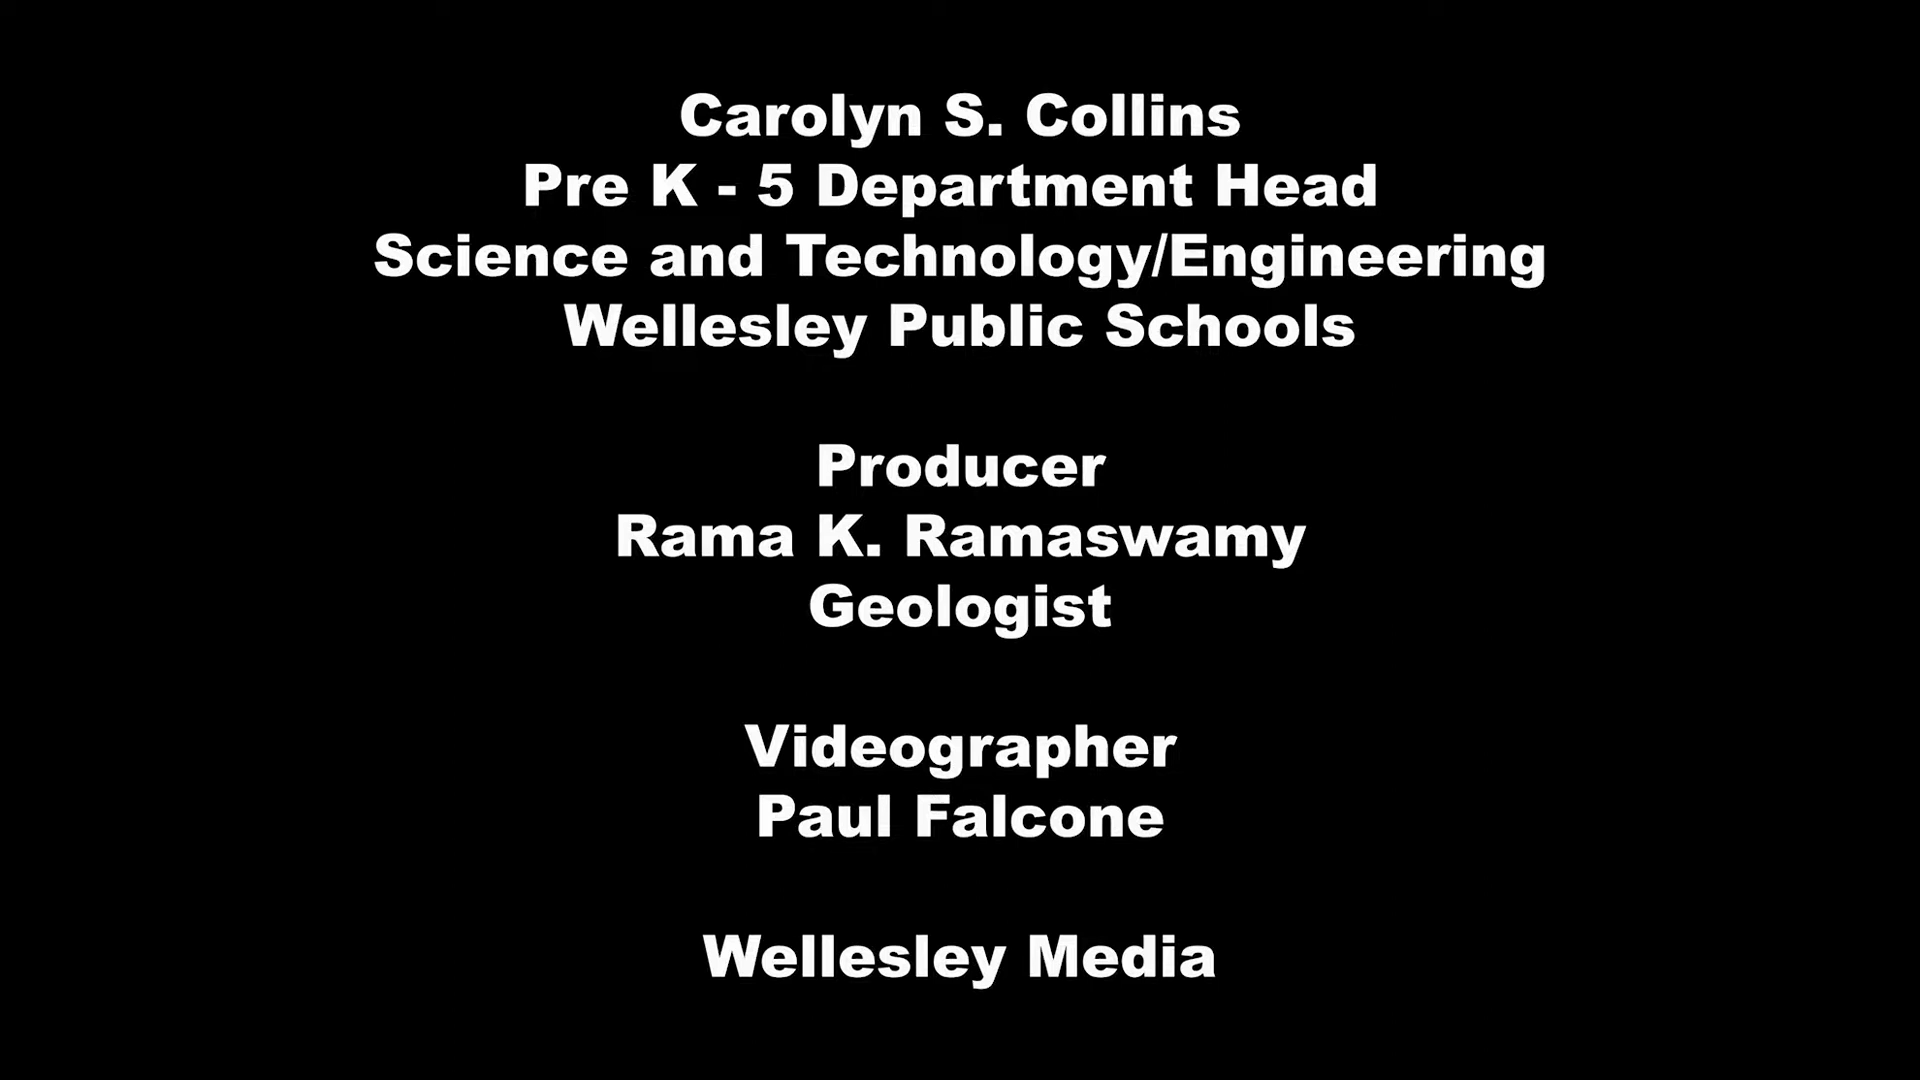 Carolyn S. Collins
Pre K - 5 Department Head
Science and Technology/Engineering
Wellesley Public Schools
Producer
Rama K. Ramaswamy
Geologist
Videographer
Paul Falcone
Wellesley Media